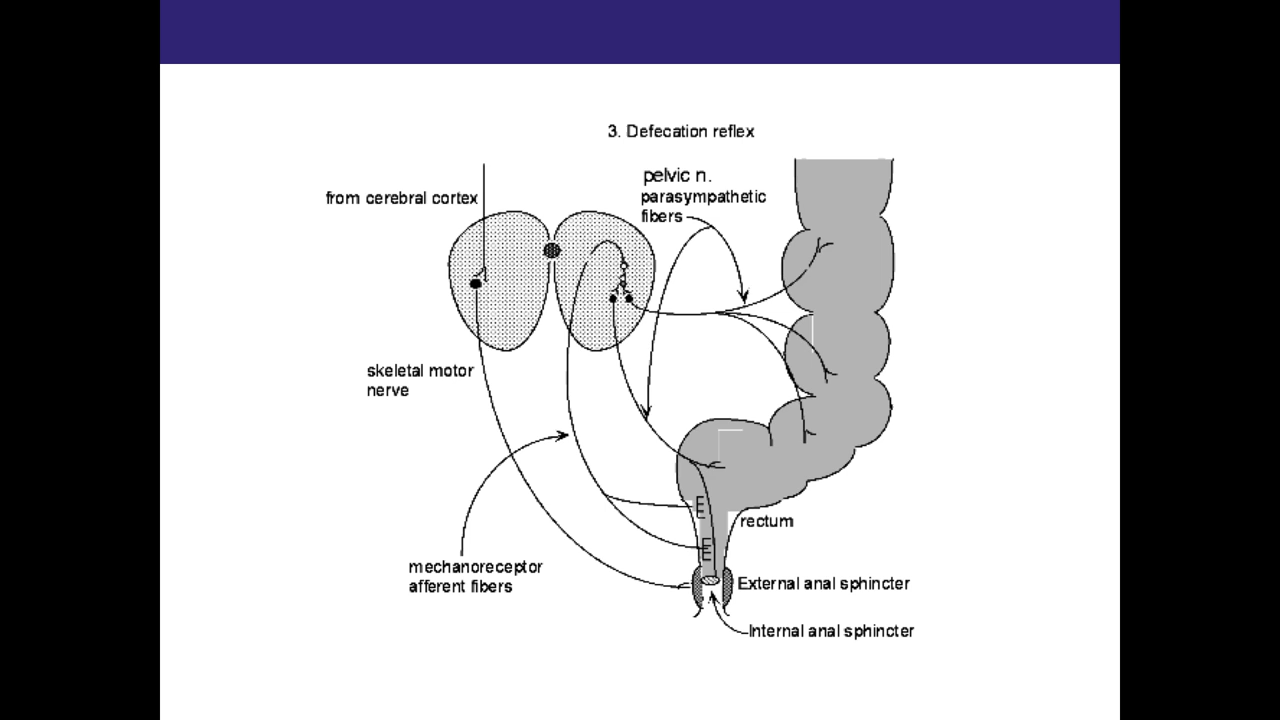 3. Defecation reflex
pelvic n.
parasympathetic
fibers
from cerebral cortex
skeletal motor
nerve
mechanoreceptor
afferent fibers
rectum
External anal sphincter
Internal anal sphincter